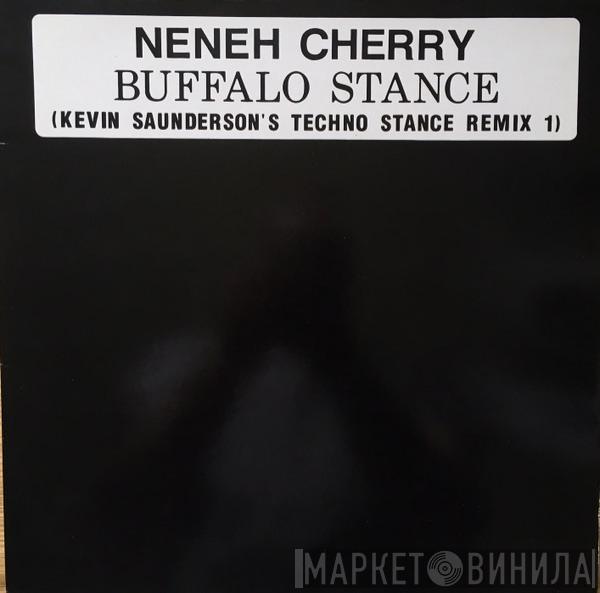 NENEH CHERRY
BUFFALO STANCE
(KEVIN SAUNDERSON'S TECHNO STANCE REMIX 1)
МАРКЕТ ВИНИЛА